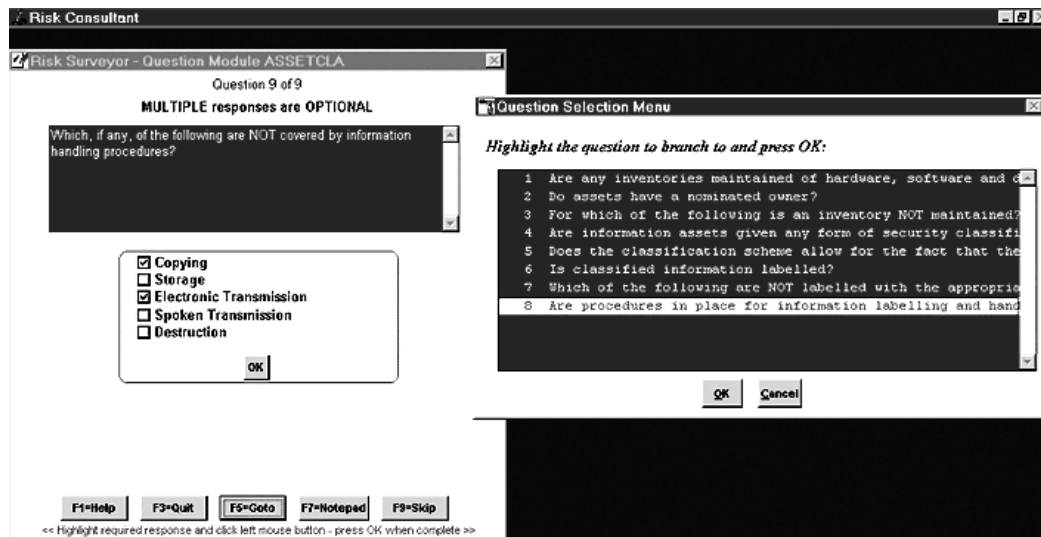 Risk Consultant
Risk Surveyor - Question Module ASSETCLA
Question 9 of 9
MULTIPLE responses are OPTIONAL
Which, if any, of the following are NOT covered by information
handling procedures?
Copying
Storage
Electronic Transmission
Spoken Transmission
Destruction
OK
F1=Help F3=Quit F5=Goto F7=Notepad F9=Skip
<< Highlight required response and click left mouse button - press OK when complete >>
Question Selection Menu
Highlight the question to branch to and press OK:
1 Are any inventories maintained of hardware, software and d
2 Do assets have a nominated owner?
3 For which of the following is an inventory NOT maintained?
4 Are information assets given any form of security classifi
5 Does the classification scheme allow for the fact that the
6 Is classified information labelled?
7 Which of the following are NOT labelled with the appropria
8 Are procedures in place for information labelling and hand
OK Cancel